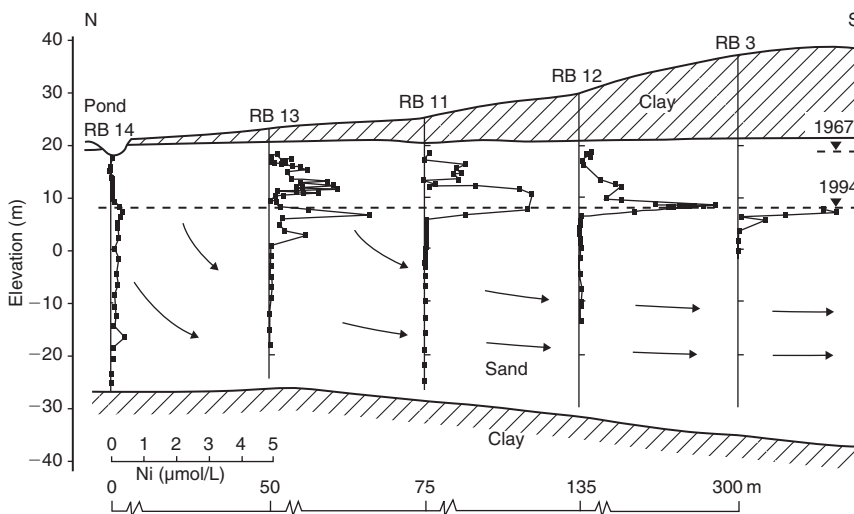 N
S
40
30
20
10
0
−10
−20
−30
−40
Elevation (m)
Pond
RB 14
RB 13
RB 11
RB 12
RB 3
Clay
1967
1994
Sand
Clay
0 1 2 3 4 5
Ni (μmol/L)
0 50 75 135 300 m